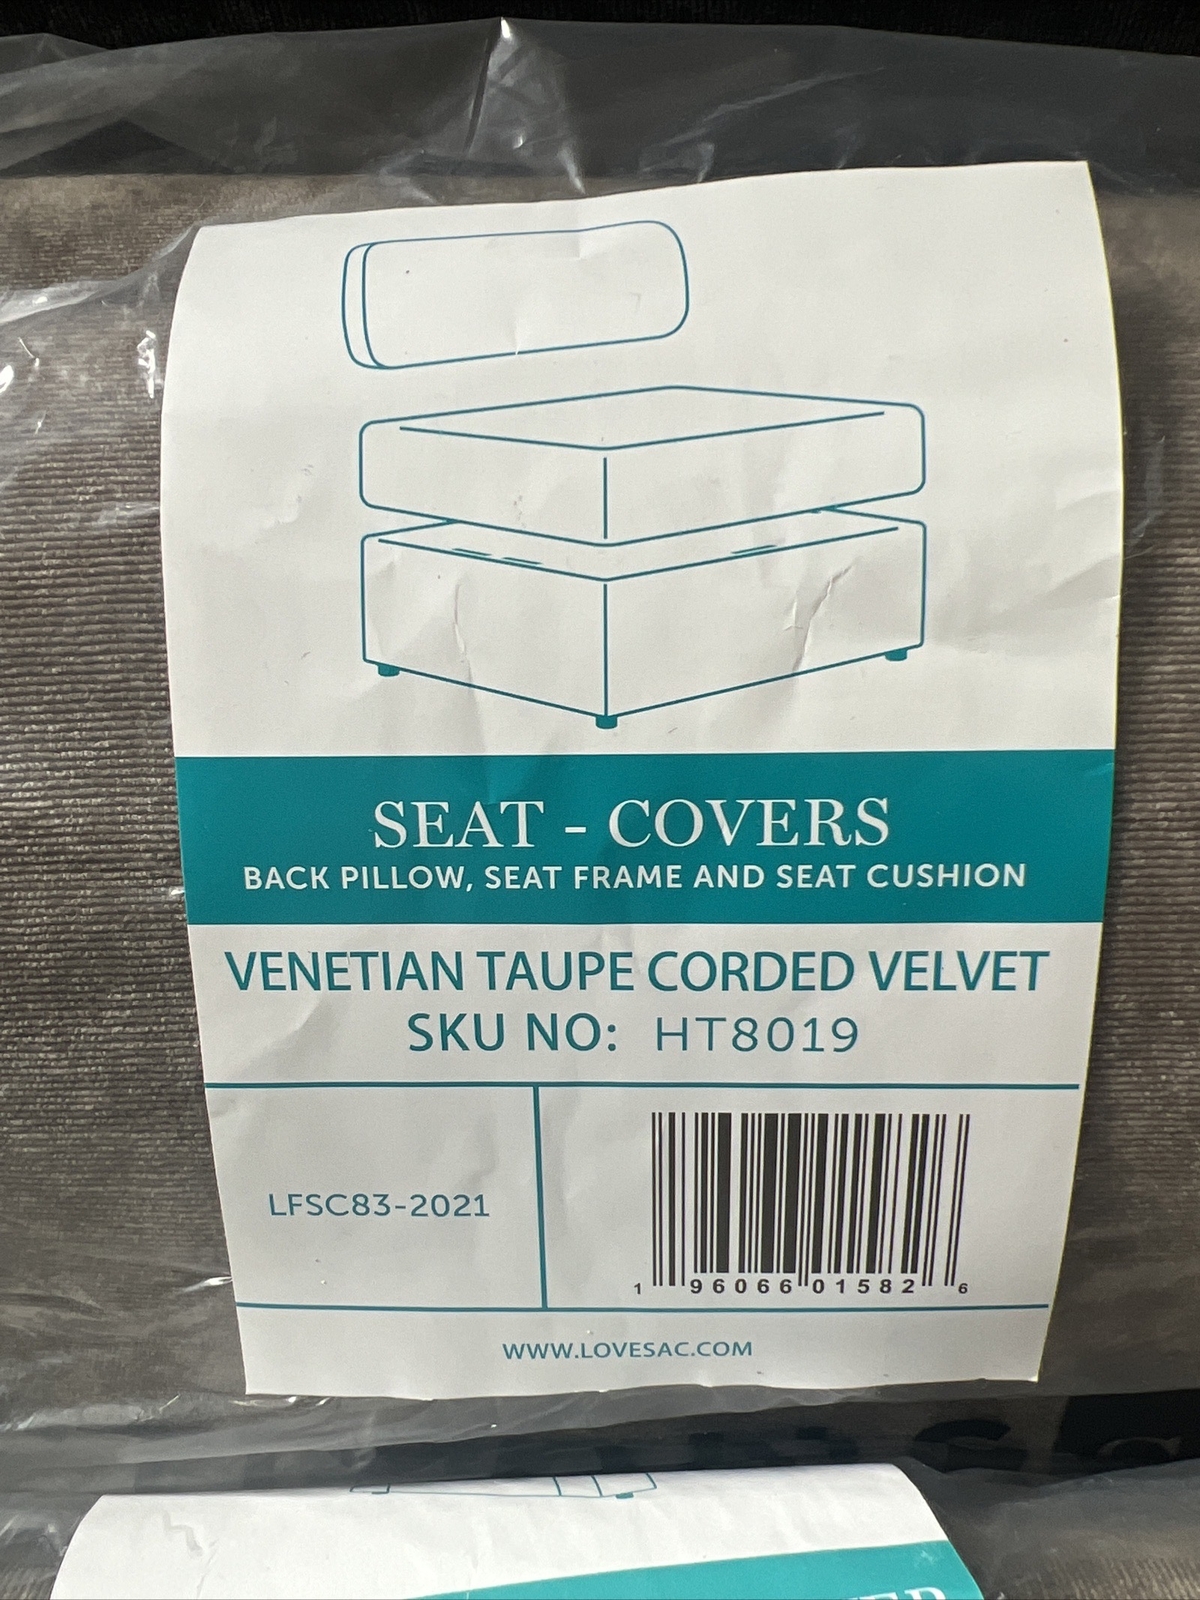 SEAT - COVERS
BACK PILLOW, SEAT FRAME AND SEAT CUSHION
VENETIAN TAUPE CORDED VELVET
SKU NO: HT8019
LFSC83-2021
1 96066 01582 6
WWW.LOVESAC.COM